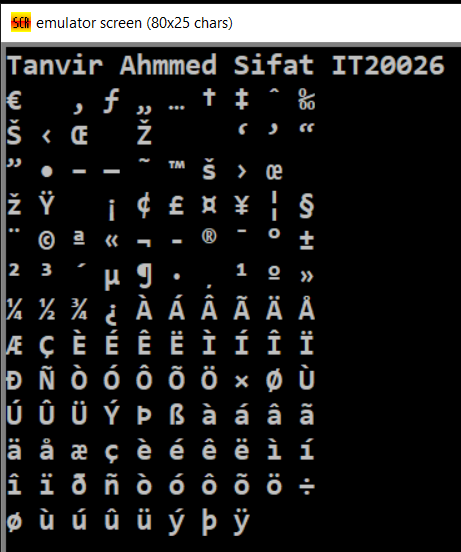 emulator screen (80x25 chars)
Tanvir Ahmmed Sifat IT20026
€ ‚ ƒ „ … † ‡ ˆ ‰
Š ‹ Œ Ž ‘ ’ “
” • – — ˜ ™ š › œ
ž Ÿ ¡ ¢ £ ¤ ¥ ¦ §
¨ © ª « ¬ - ® ¯ ° ±
² ³ ´ µ ¶ · ¸ ¹ º »
¼ ½ ¾ ¿ À Á Â Ã Ä Å
Æ Ç È É Ê Ë Ì Í Î Ï
Ð Ñ Ò Ó Ô Õ Ö × Ø Ù
Ú Û Ü Ý Þ ß à á â ã
ä å æ ç è é ê ë ì í
î ï ð ñ ò ó ô õ ö ÷
ø ù ú û ü ý þ ÿ